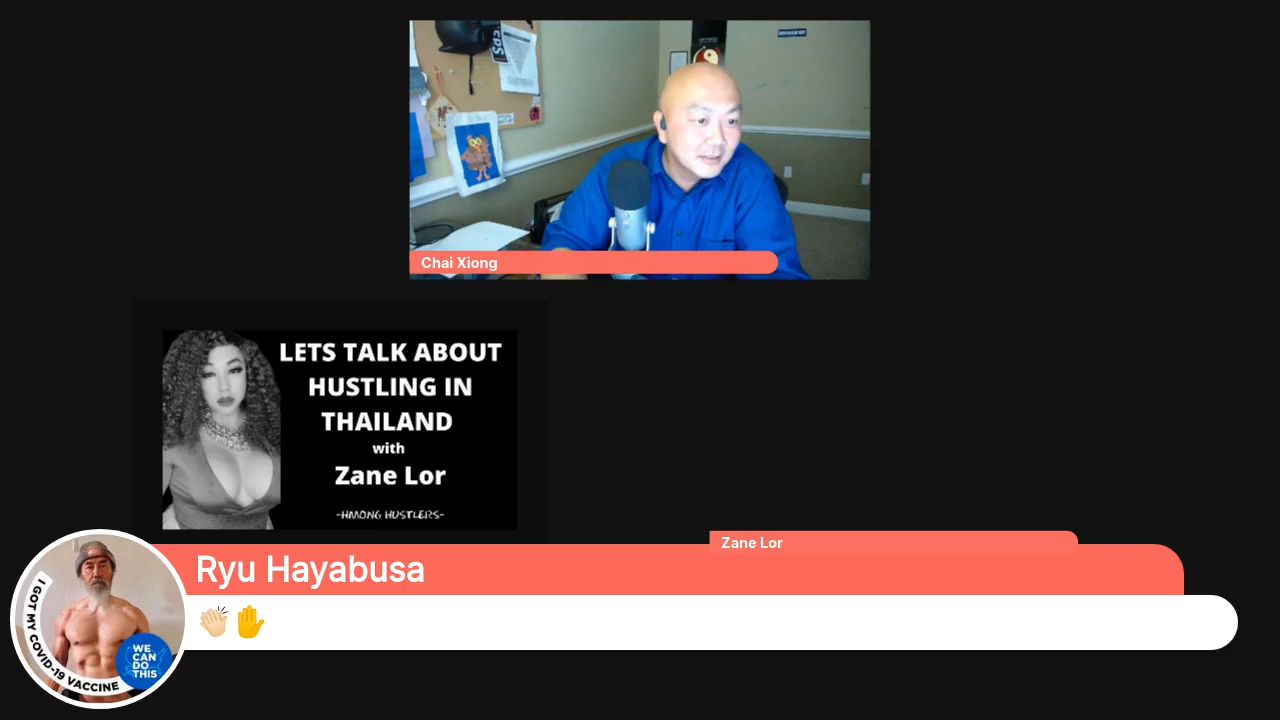 Chai Xiong
LETS TALK ABOUT
HUSTLING IN
THAILAND
with
Zane Lor
-HMONG HUSTLERS-
Zane Lor
Ryu Hayabusa
👏🏻✋
I GOT MY COVID-19 VACCINE
WE
CAN
DO
THIS